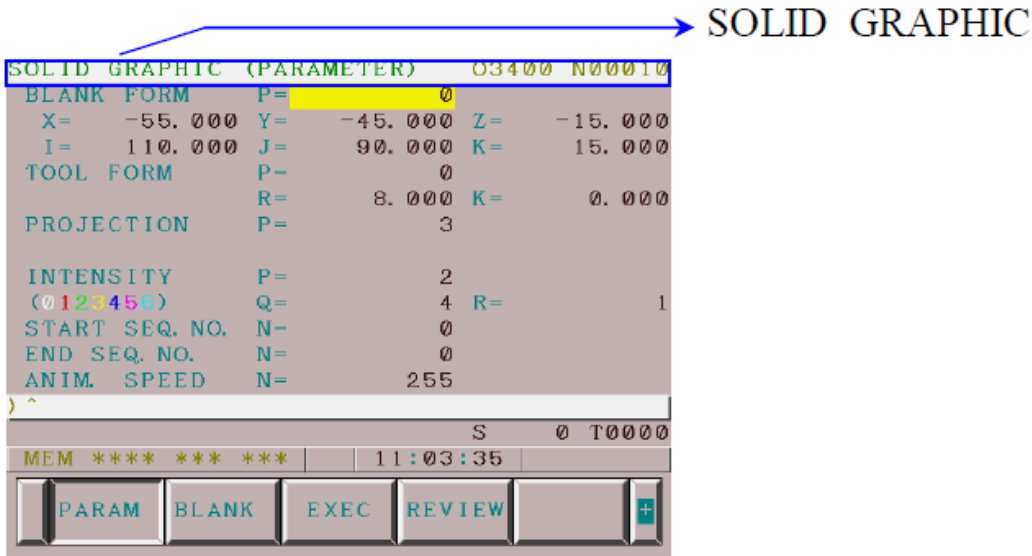 SOLID GRAPHIC
SOLID GRAPHIC (PARAMETER) O3400 N00010
BLANK FORM P= 0
X= -55.000 Y= -45.000 Z= -15.000
I= 110.000 J= 90.000 K= 15.000
TOOL FORM P= 0
R= 8.000 K= 0.000
PROJECTION P= 3
INTENSITY P= 2
(0123456) Q= 4 R= 1
START SEQ. NO. N= 0
END SEQ. NO. N= 0
ANIM. SPEED N= 255
) ^
S 0 T0000
MEM **** *** *** 11:03:35
PARAM BLANK EXEC REVIEW +